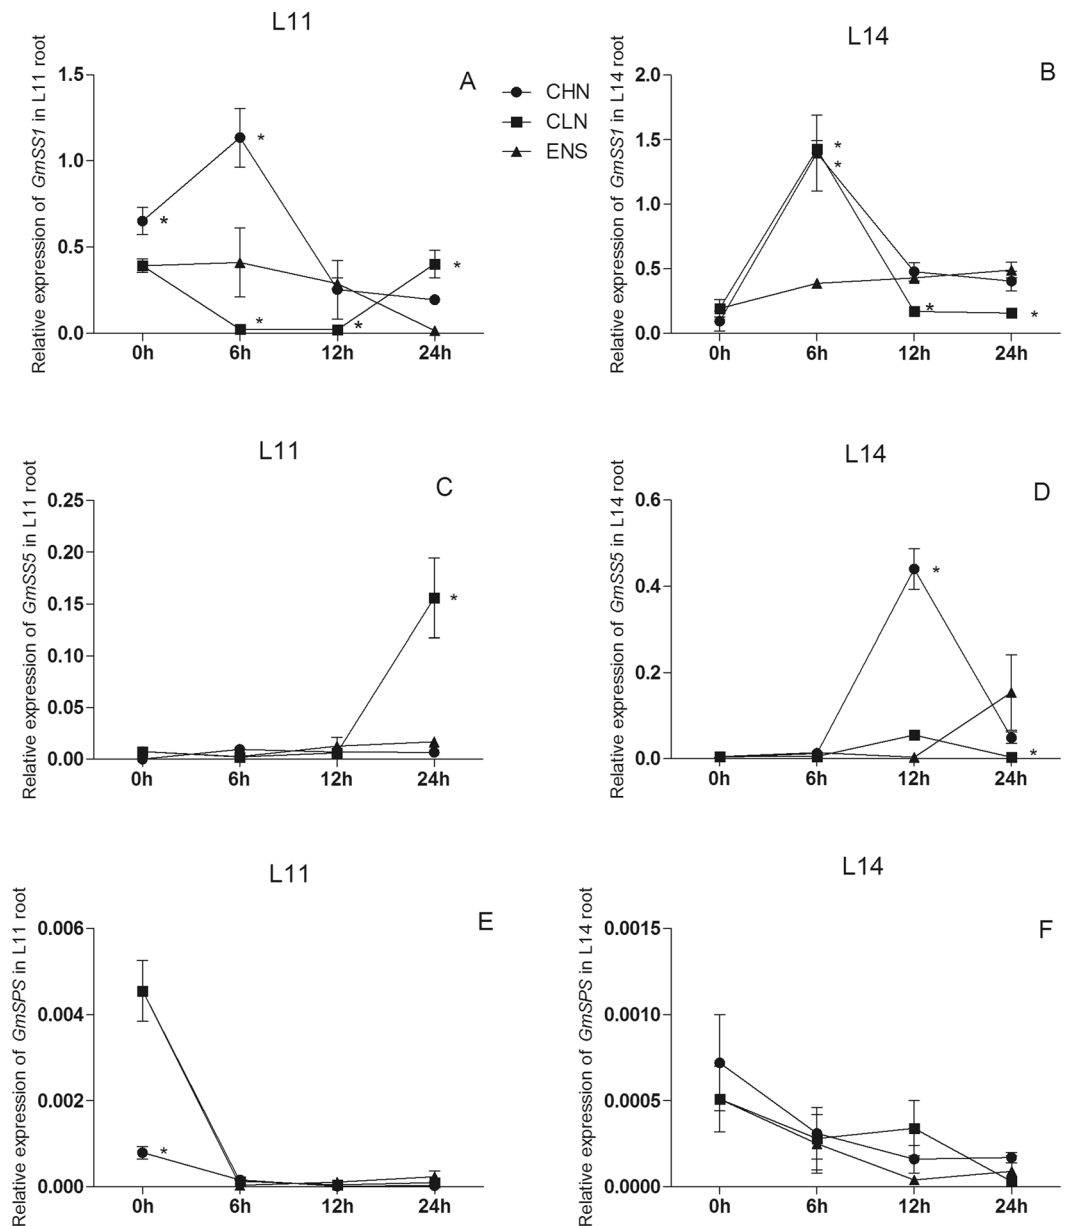 L11
L14
A
B
CHN
CLN
ENS
Relative expression of GmSS1 in L11 root
1.5
1.0
0.5
0.0
0h 6h 12h 24h
*
*
*
*
*
Relative expression of GmSS1 in L14 root
2.0
1.5
1.0
0.5
0.0
0h 6h 12h 24h
*
*
*
*
L11
L14
C
D
Relative expression of GmSS5 in L11 root
0.25
0.20
0.15
0.10
0.05
0.00
0h 6h 12h 24h
*
Relative expression of GmSS5 in L14 root
0.6
0.4
0.2
0.0
0h 6h 12h 24h
*
*
L11
L14
E
F
Relative expression of GmSPS in L11 root
0.006
0.004
0.002
0.000
0h 6h 12h 24h
*
Relative expression of GmSPS in L14 root
0.0015
0.0010
0.0005
0.0000
0h 6h 12h 24h